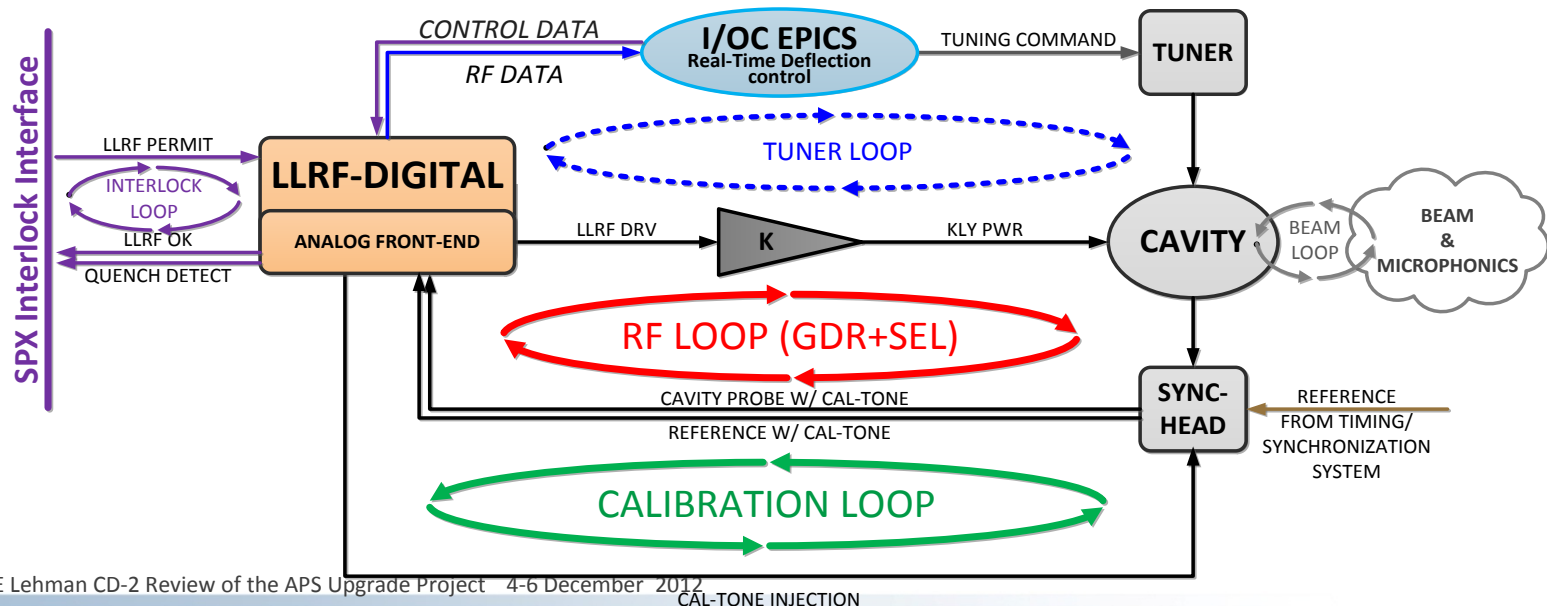 CONTROL DATA
RF DATA
I/OC EPICS
Real-Time Deflection
control
TUNING COMMAND
TUNER
SPX Interlock Interface
LLRF PERMIT
INTERLOCK
LOOP
LLRF OK
QUENCH DETECT
LLRF-DIGITAL
ANALOG FRONT-END
TUNER LOOP
LLRF DRV
K
KLY PWR
CAVITY
BEAM
LOOP
BEAM
&
MICROPHONICS
RF LOOP (GDR+SEL)
CAVITY PROBE W/ CAL-TONE
REFERENCE W/ CAL-TONE
SYNC-
HEAD
REFERENCE
FROM TIMING/
SYNCHRONIZATION
SYSTEM
CALIBRATION LOOP
E Lehman CD-2 Review of the APS Upgrade Project 4-6 December 2012
CAL-TONE INJECTION